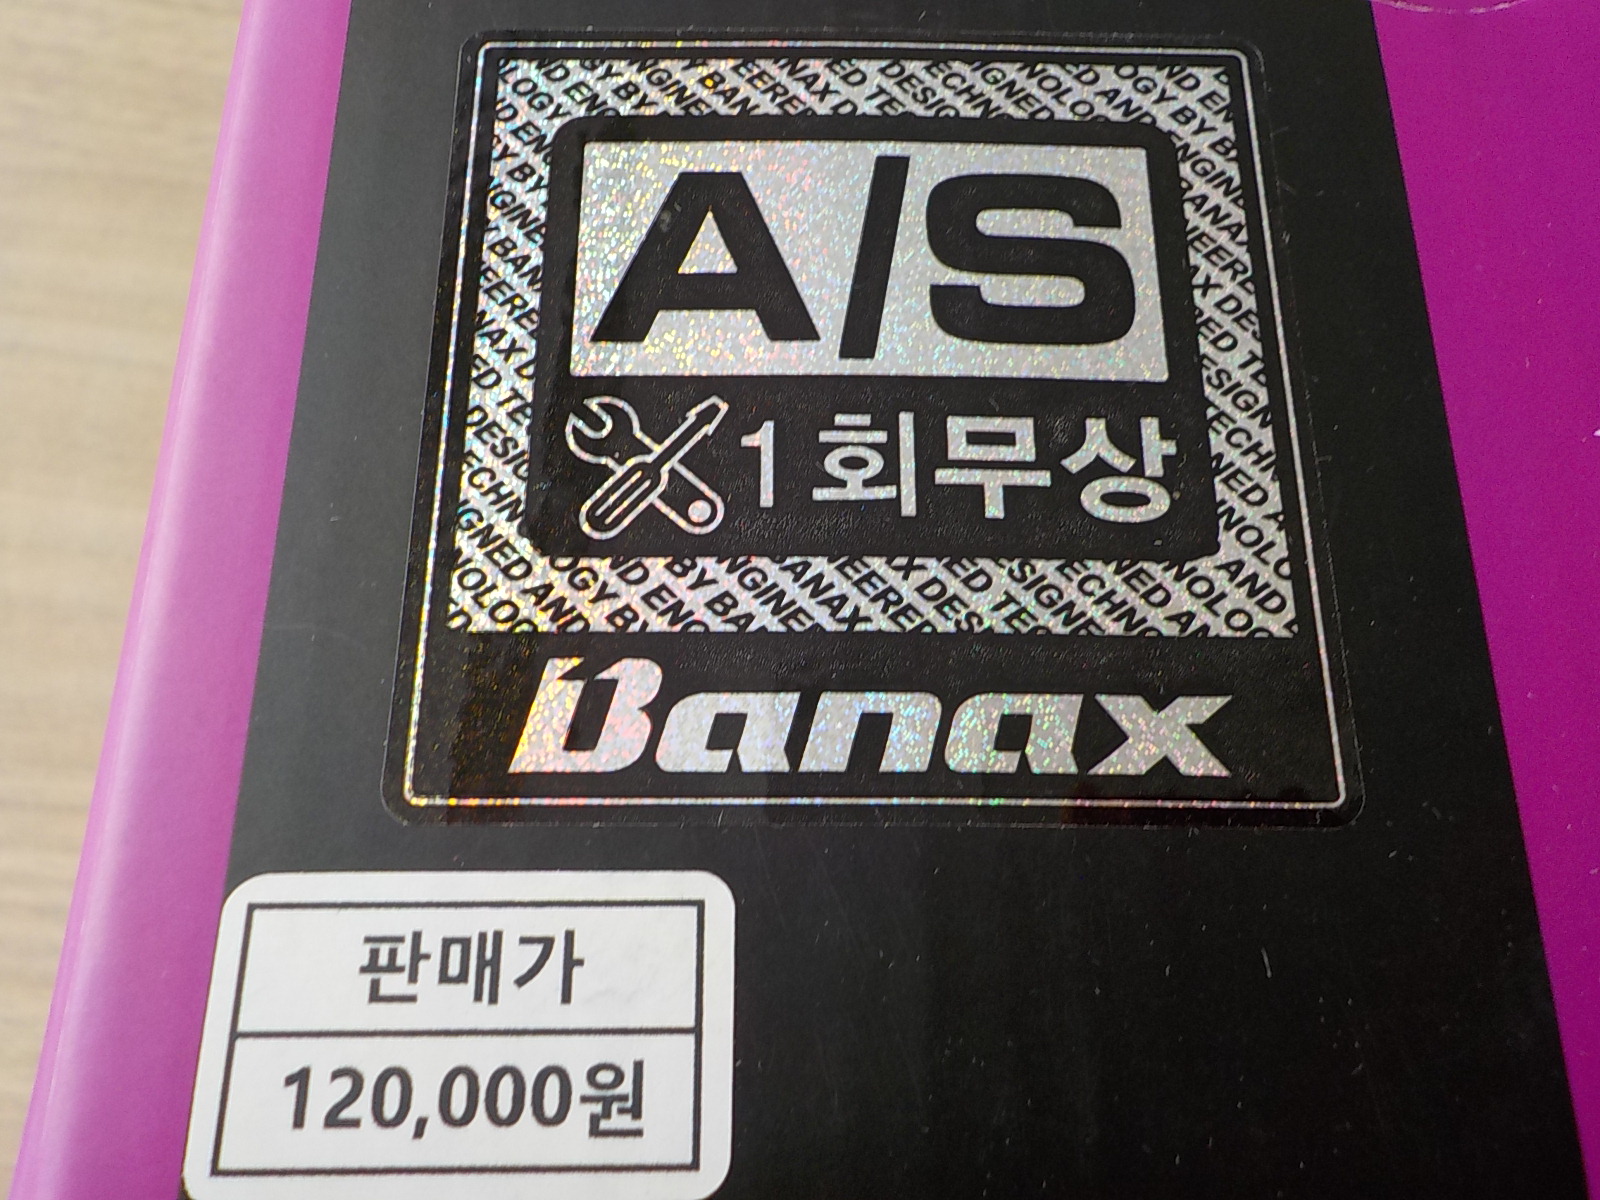 A/S
1회무상
Banax
판매가
120,000원